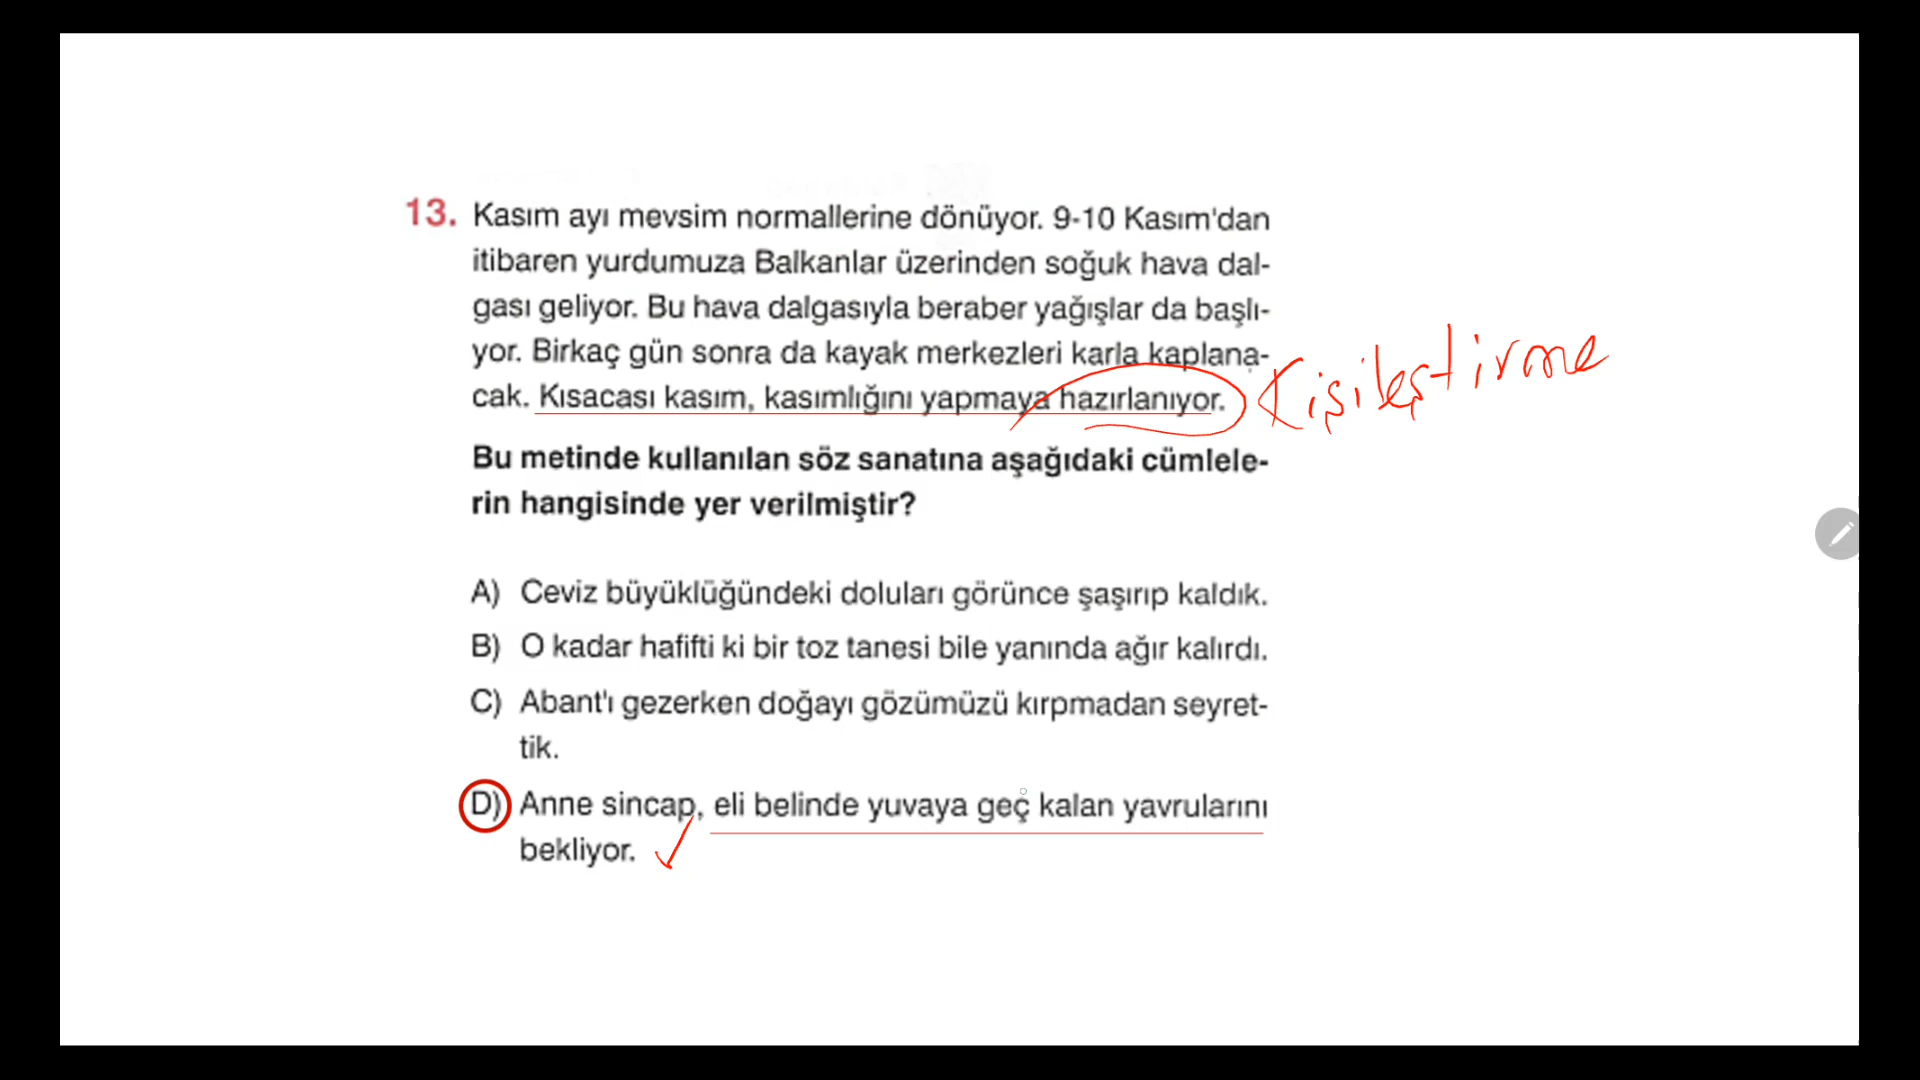 13. Kasım ayı mevsim normallerine dönüyor. 9-10 Kasım'dan
itibaren yurdumuza Balkanlar üzerinden soğuk hava dal-
gası geliyor. Bu hava dalgasıyla beraber yağışlar da başlı-
yor. Birkaç gün sonra da kayak merkezleri karla kaplana-
cak. Kısacası kasım, kasımlığını yapmaya hazırlanıyor.
Kişileştirme
Bu metinde kullanılan söz sanatına aşağıdaki cümlele-
rin hangisinde yer verilmiştir?
A) Ceviz büyüklüğündeki doluları görünce şaşırıp kaldık.
B) O kadar hafifti ki bir toz tanesi bile yanında ağır kalırdı.
C) Abant'ı gezerken doğayı gözümüzü kırpmadan seyret-
tik.
D) Anne sincap, eli belinde yuvaya geç kalan yavrularını
bekliyor.